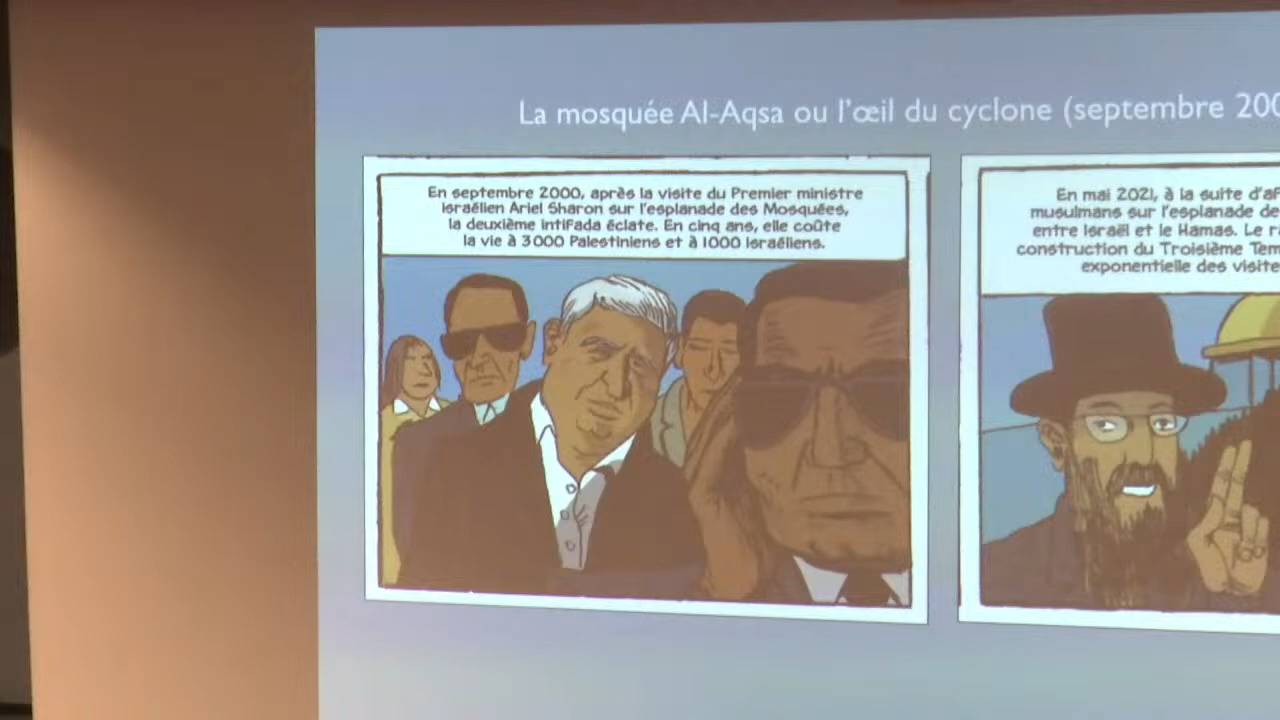 La mosquée Al-Aqsa ou l'œil du cyclone (septembre 200
En septembre 2000, après la visite du Premier ministre
israélien Ariel Sharon sur l'esplanade des Mosquées,
la deuxième intifada éclate. En cinq ans, elle coûte
la vie à 3000 Palestiniens et à 1000 Israéliens.
En mai 2021, à la suite d'af
musulmans sur l'esplanade de
entre Israël et le Hamas. Le r
construction du Troisième Tem
exponentielle des visite